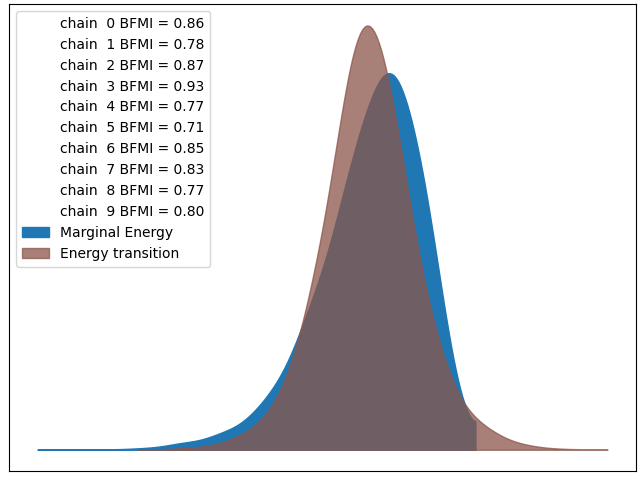 chain  0 BFMI = 0.86
chain  1 BFMI = 0.78
chain  2 BFMI = 0.87
chain  3 BFMI = 0.93
chain  4 BFMI = 0.77
chain  5 BFMI = 0.71
chain  6 BFMI = 0.85
chain  7 BFMI = 0.83
chain  8 BFMI = 0.77
chain  9 BFMI = 0.80
Marginal Energy
Energy transition